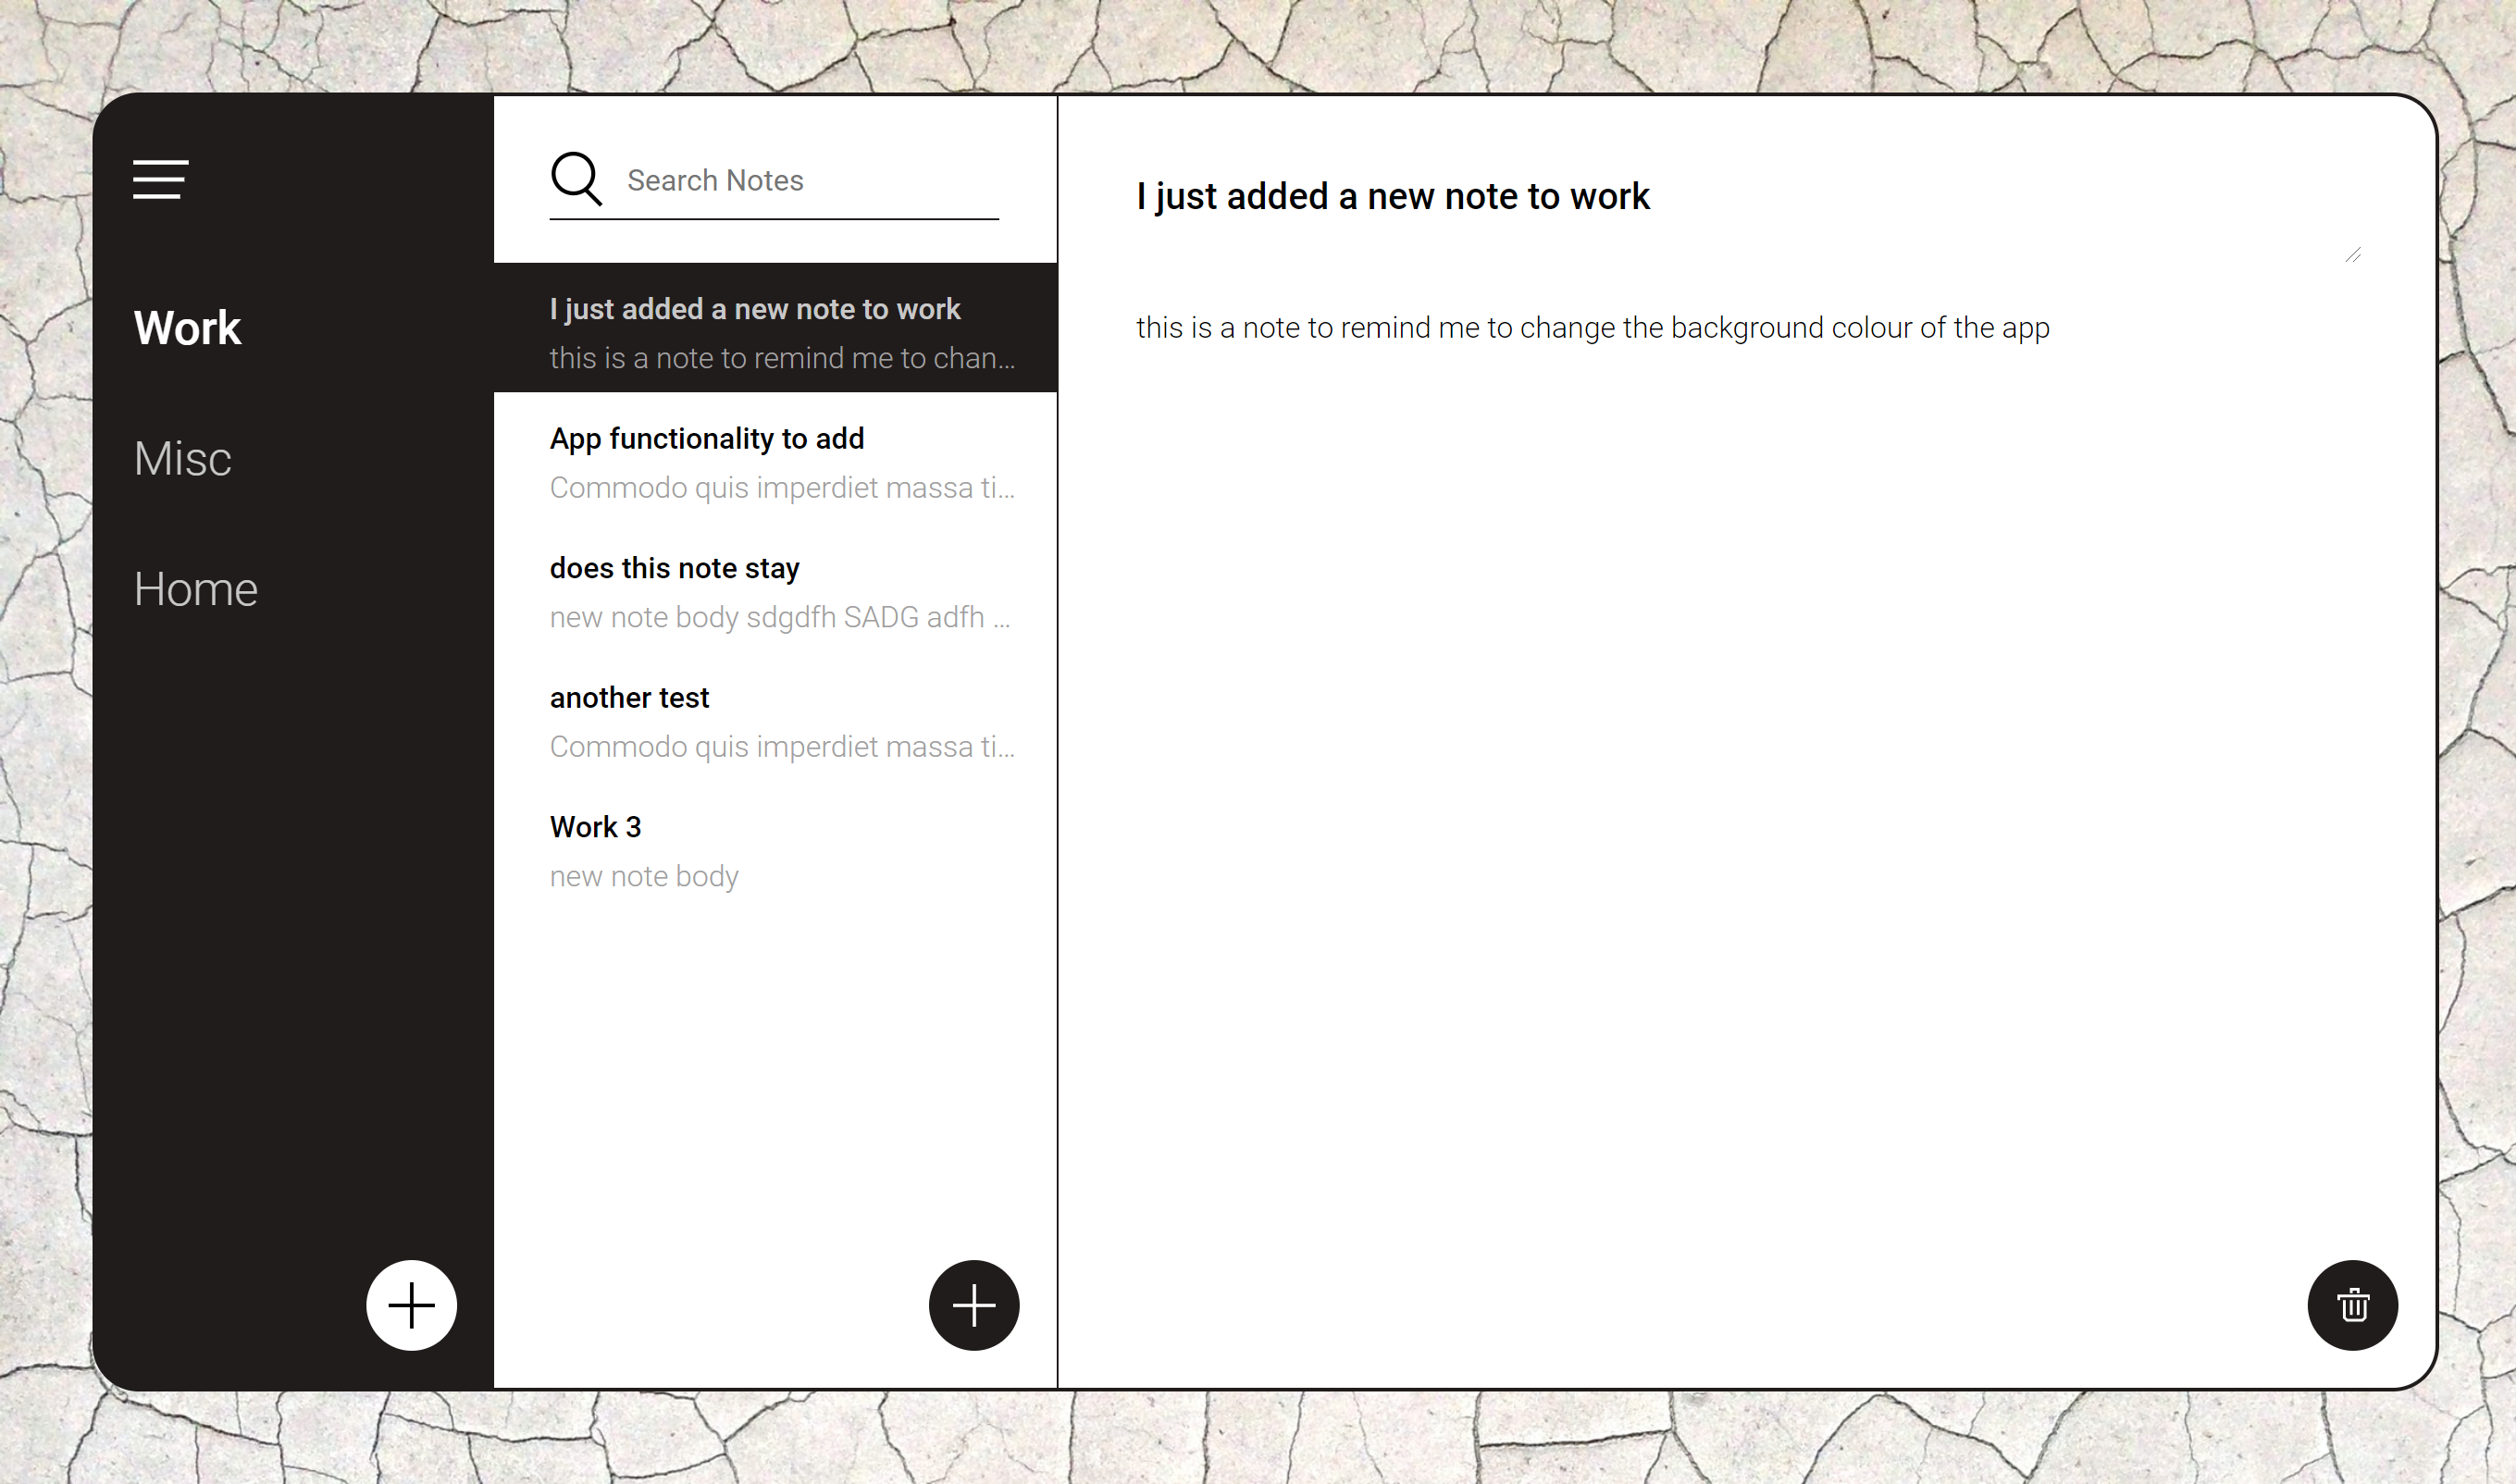 Work
Misc
Home
Search Notes
I just added a new note to work
this is a note to remind me to chan...
App functionality to add
Commodo quis imperdiet massa ti...
does this note stay
new note body sdgdfh SADG adfh ...
another test
Commodo quis imperdiet massa ti...
Work 3
new note body
I just added a new note to work
this is a note to remind me to change the background colour of the app